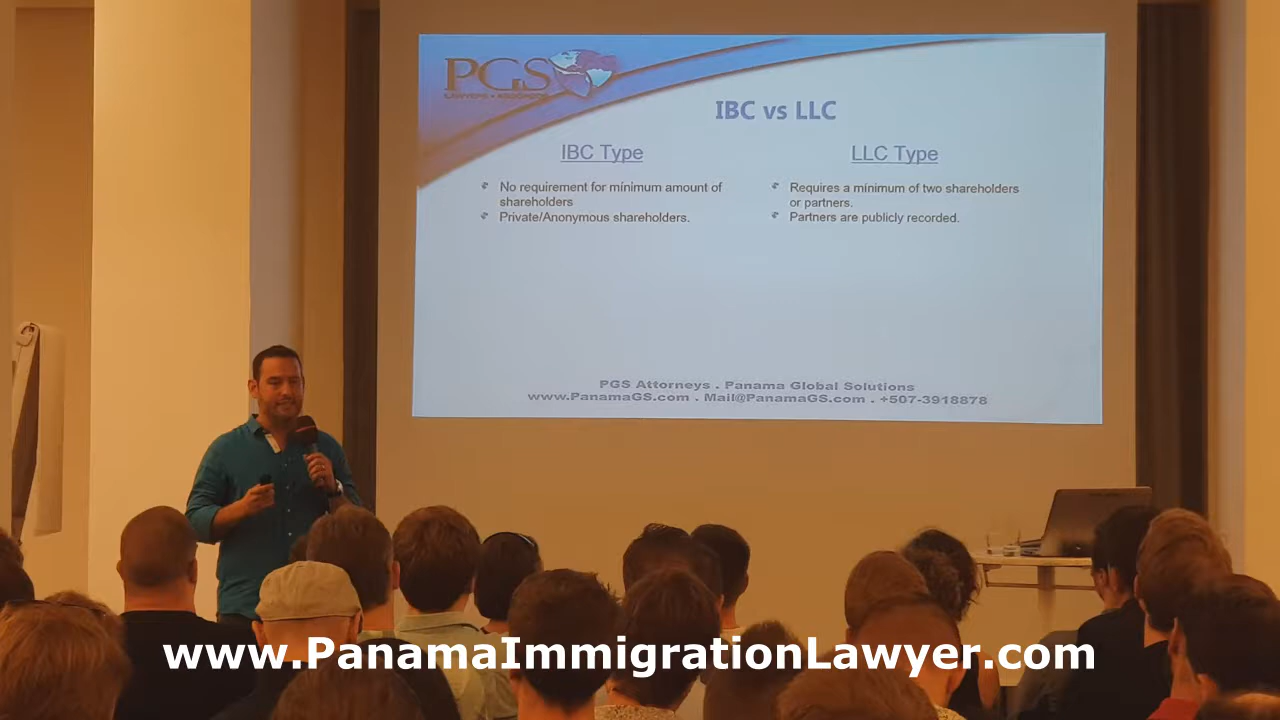 PGS
IBC vs LLC
IBC Type
No requirement for minimum amount of
shareholders
Private/Anonymous shareholders.
LLC Type
Requires a minimum of two shareholders
or partners.
Partners are publicly recorded.
PGS Attorneys . Panama Global Solutions
www.PanamaGS.com . Mail@PanamaGS.com . +507-3918878
www.PanamaImmigrationLawyer.com